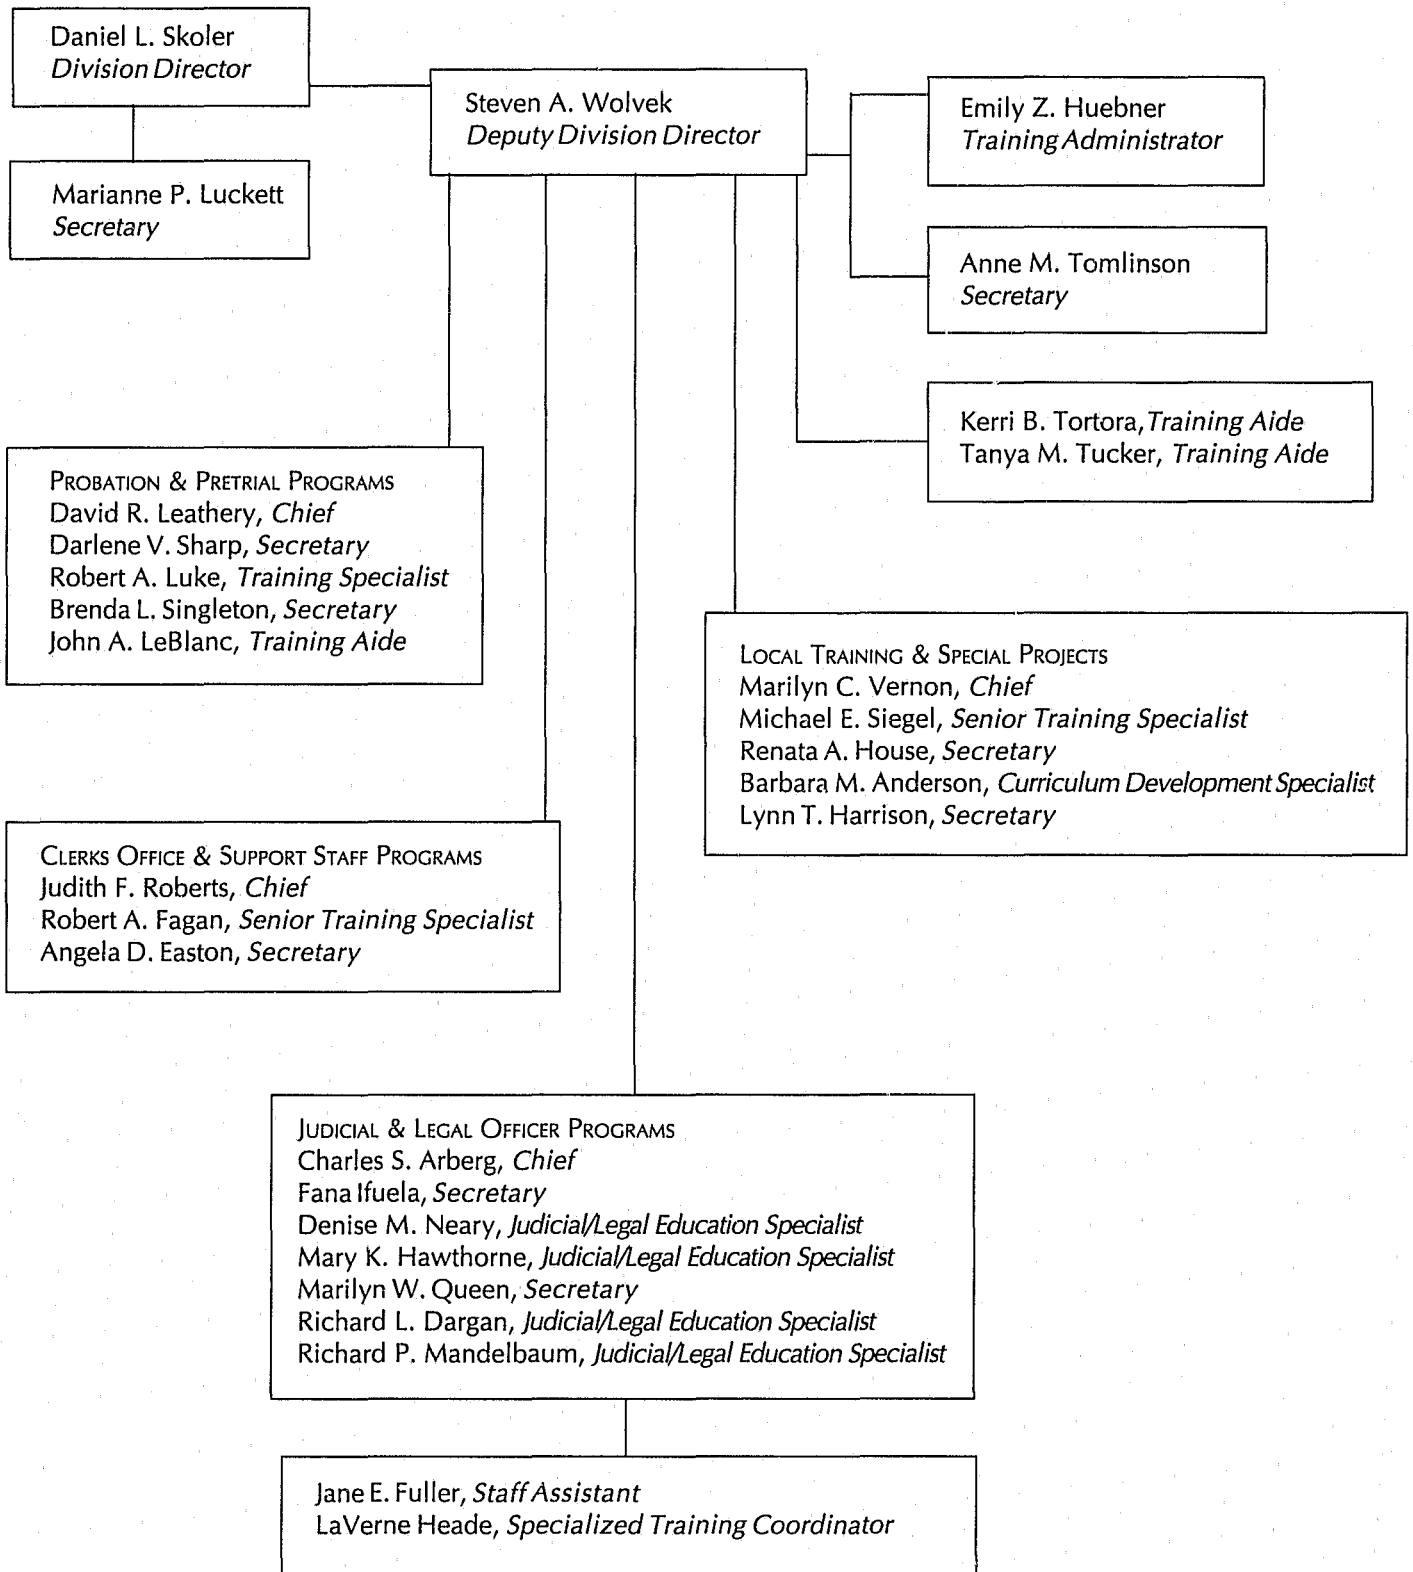 Daniel L. Skoler
Division Director
Marianne P. Luckett
Secretary
Steven A. Wolvek
Deputy Division Director
Emily Z. Huebner
Training Administrator
Anne M. Tomlinson
Secretary
Kerri B. Tortora, Training Aide
Tanya M. Tucker, Training Aide
PROBATION & PRETRIAL PROGRAMS
David R. Leathery, Chief
Darlene V. Sharp, Secretary
Robert A. Luke, Training Specialist
Brenda L. Singleton, Secretary
John A. LeBlanc, Training Aide
LOCAL TRAINING & SPECIAL PROJECTS
Marilyn C. Vernon, Chief
Michael E. Siegel, Senior Training Specialist
Renata A. House, Secretary
Barbara M. Anderson, Curriculum Development Specialist
Lynn T. Harrison, Secretary
CLERKS OFFICE & SUPPORT STAFF PROGRAMS
Judith F. Roberts, Chief
Robert A. Fagan, Senior Training Specialist
Angela D. Easton, Secretary
JUDICIAL & LEGAL OFFICER PROGRAMS
Charles S. Arberg, Chief
Fana Ifuela, Secretary
Denise M. Neary, Judicial/Legal Education Specialist
Mary K. Hawthorne, Judicial/Legal Education Specialist
Marilyn W. Queen, Secretary
Richard L. Dargan, Judicial/Legal Education Specialist
Richard P. Mandelbaum, Judicial/Legal Education Specialist
Jane E. Fuller, Staff Assistant
LaVerne Heade, Specialized Training Coordinator